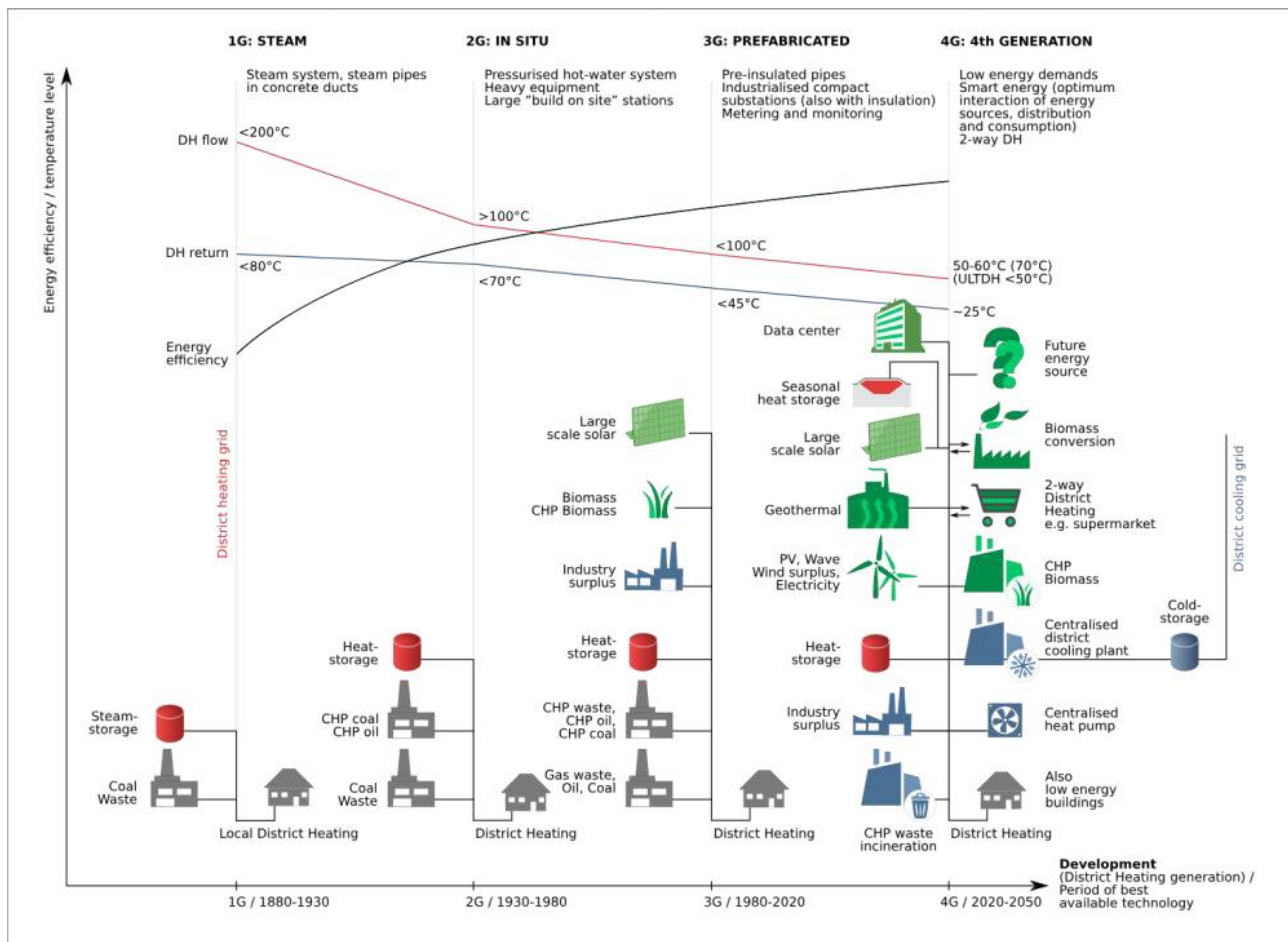 1G: STEAM
2G: IN SITU
3G: PREFABRICATED
4G: 4th GENERATION
Steam system, steam pipes
in concrete ducts
Pressurised hot-water system
Heavy equipment
Large “build on site” stations
Pre-insulated pipes
Industrialised compact
substations (also with insulation)
Metering and monitoring
Low energy demands
Smart energy (optimum
interaction of energy
sources, distribution
and consumption)
2-way DH
Energy efficiency / temperature level
DH flow
<200°C
>100°C
<100°C
50-60°C (70°C)
(ULTDH <50°C)
DH return
<80°C
<70°C
<45°C
~25°C
Energy
efficiency
District heating grid
Steam-
storage
Coal
Waste
Local District Heating
Heat-
storage
CHP coal
CHP oil
Coal
Waste
District Heating
Large
scale solar
Biomass
CHP Biomass
Industry
surplus
Heat-
storage
CHP waste,
CHP oil,
CHP coal
Gas waste,
Oil, Coal
District Heating
Data center
Seasonal
heat storage
Large
scale solar
Geothermal
PV, Wave
Wind surplus,
Electricity
Heat-
storage
Industry
surplus
CHP waste
incineration
Future
energy
source
Biomass
conversion
2-way
District
Heating
e.g. supermarket
CHP
Biomass
Centralised
district
cooling plant
Centralised
heat pump
Also
low energy
buildings
District Heating
Cold-
storage
District cooling grid
Development
(District Heating generation) /
Period of best
available technology
1G / 1880-1930
2G / 1930-1980
3G / 1980-2020
4G / 2020-2050